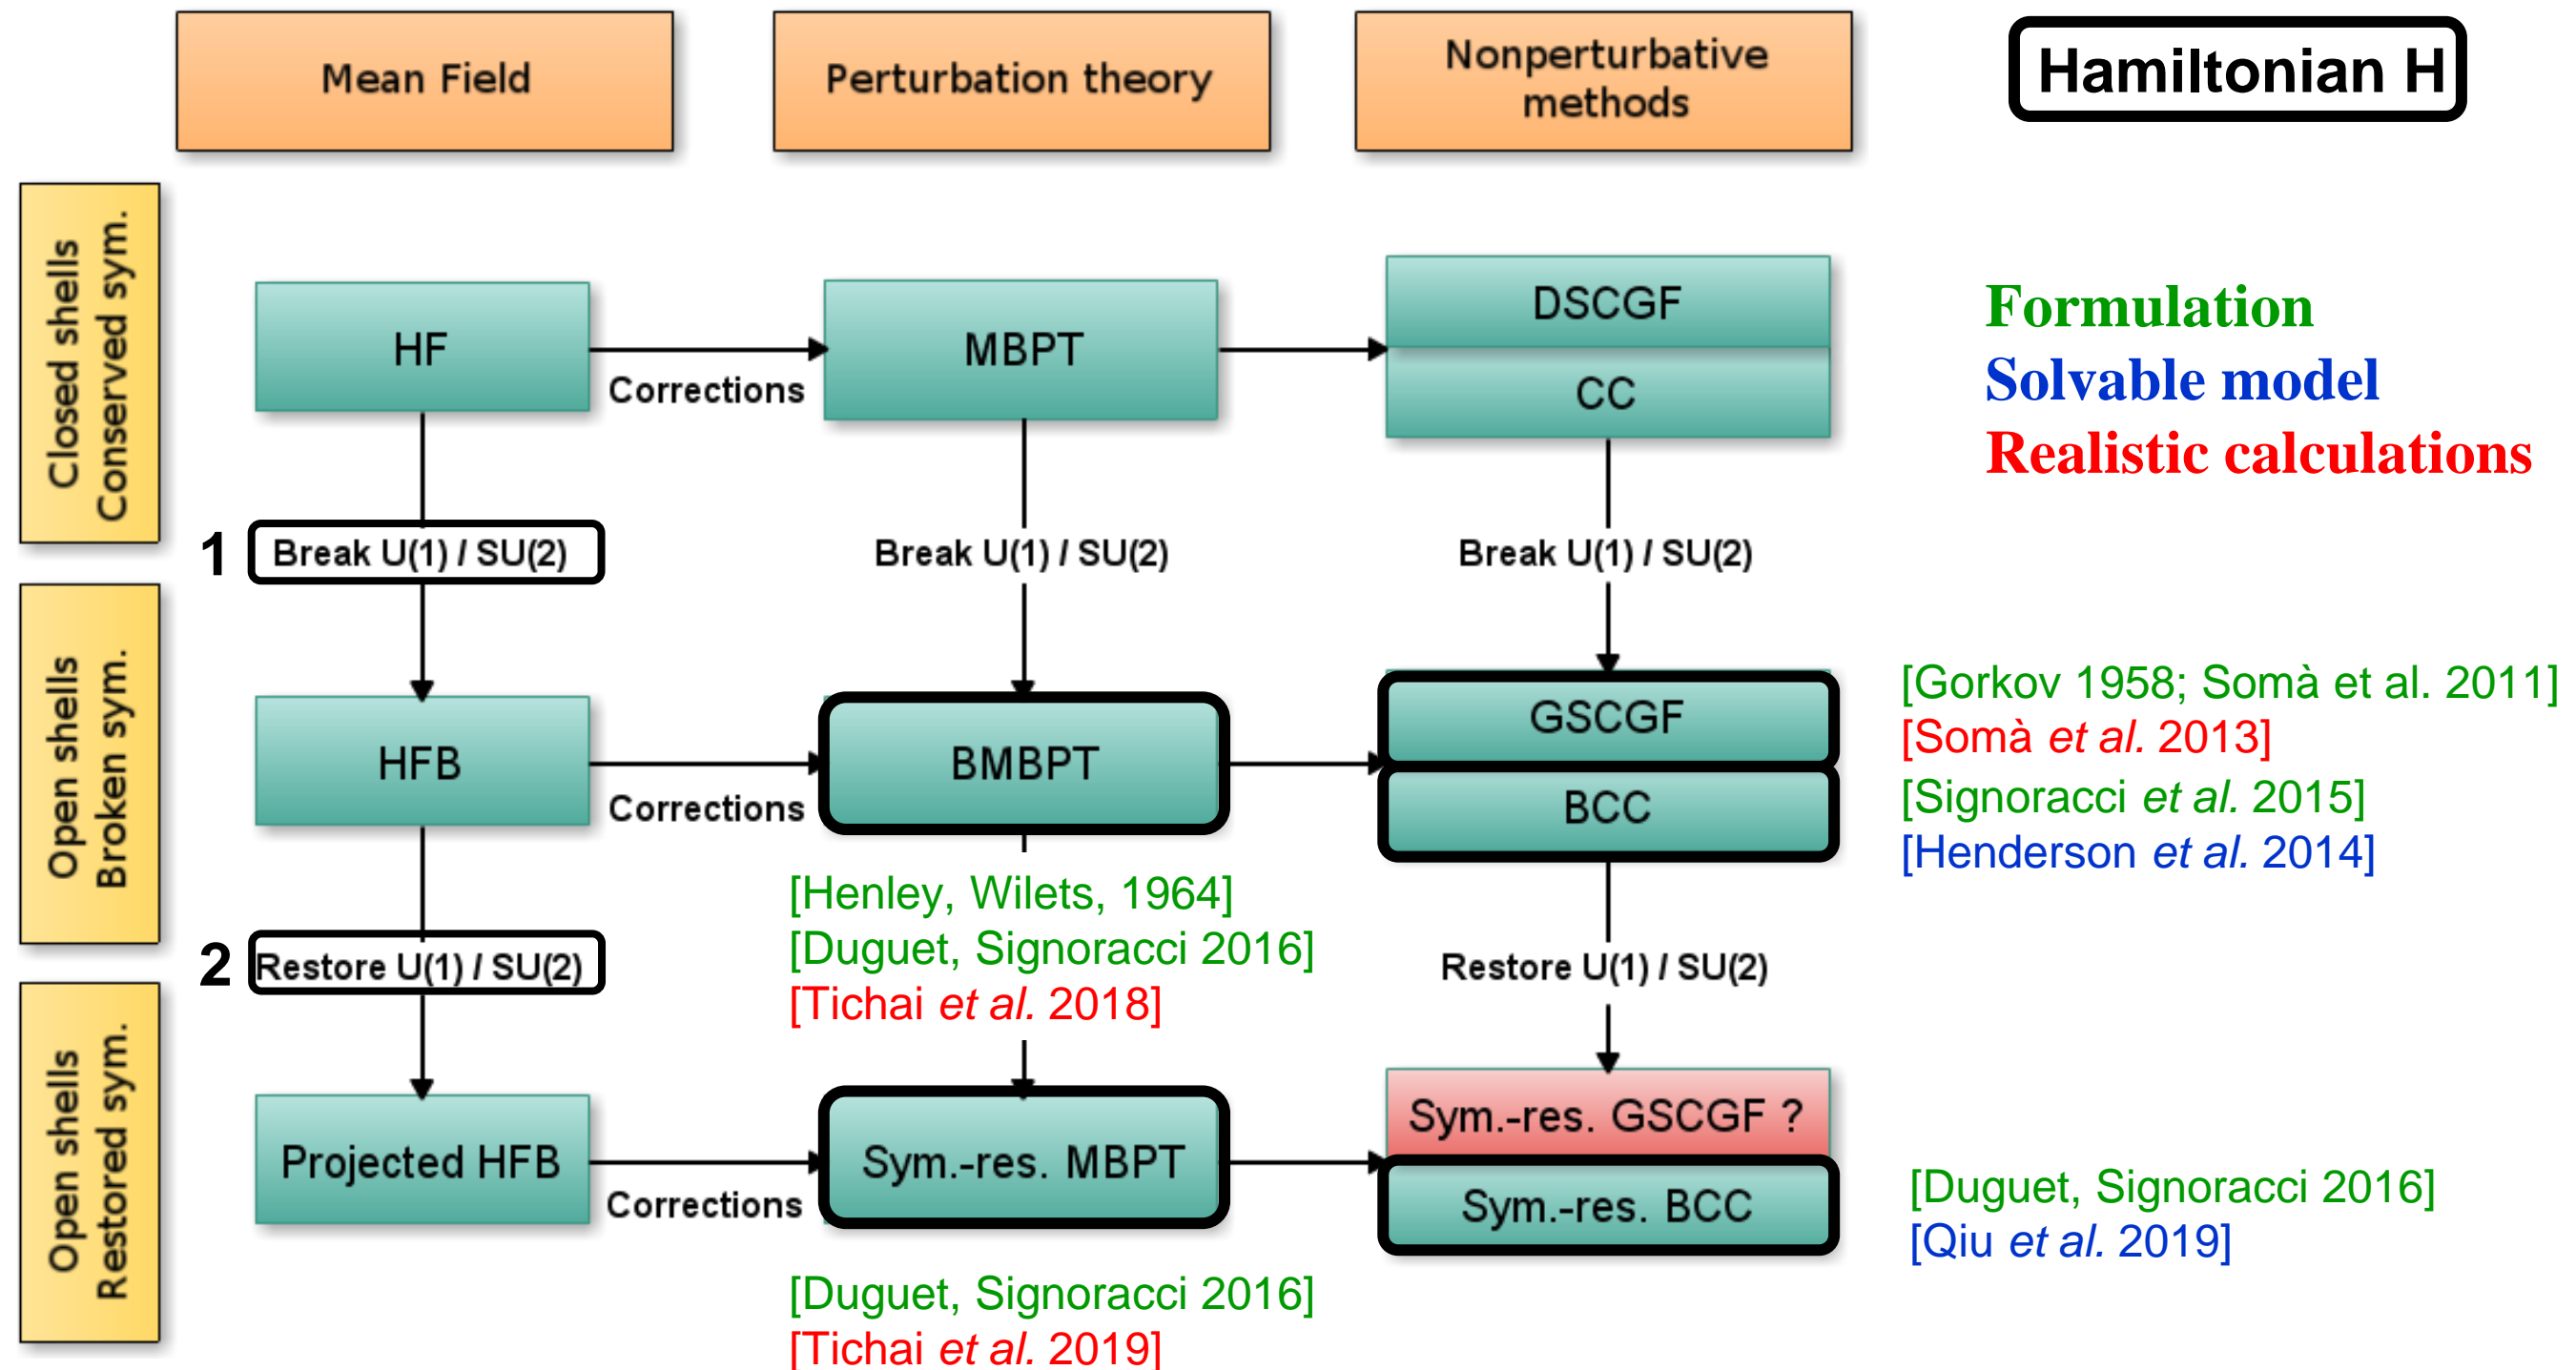 Mean Field
Perturbation theory
Nonperturbative
methods
Hamiltonian H
Closed shells
Conserved sym.
HF
Corrections
MBPT
DSCGF
CC
Formulation
Solvable model
Realistic calculations
1
Break U(1) / SU(2)
Break U(1) / SU(2)
Break U(1) / SU(2)
Open shells
Broken sym.
HFB
Corrections
BMBPT
GSCGF
BCC
[Gorkov 1958; Somà et al. 2011]
[Somà et al. 2013]
[Signoracci et al. 2015]
[Henderson et al. 2014]
[Henley, Wilets, 1964]
[Duguet, Signoracci 2016]
[Tichai et al. 2018]
2
Restore U(1) / SU(2)
Restore U(1) / SU(2)
Open shells
Restored sym.
Projected HFB
Corrections
Sym.-res. MBPT
Sym.-res. GSCGF ?
Sym.-res. BCC
[Duguet, Signoracci 2016]
[Qiu et al. 2019]
[Duguet, Signoracci 2016]
[Tichai et al. 2019]